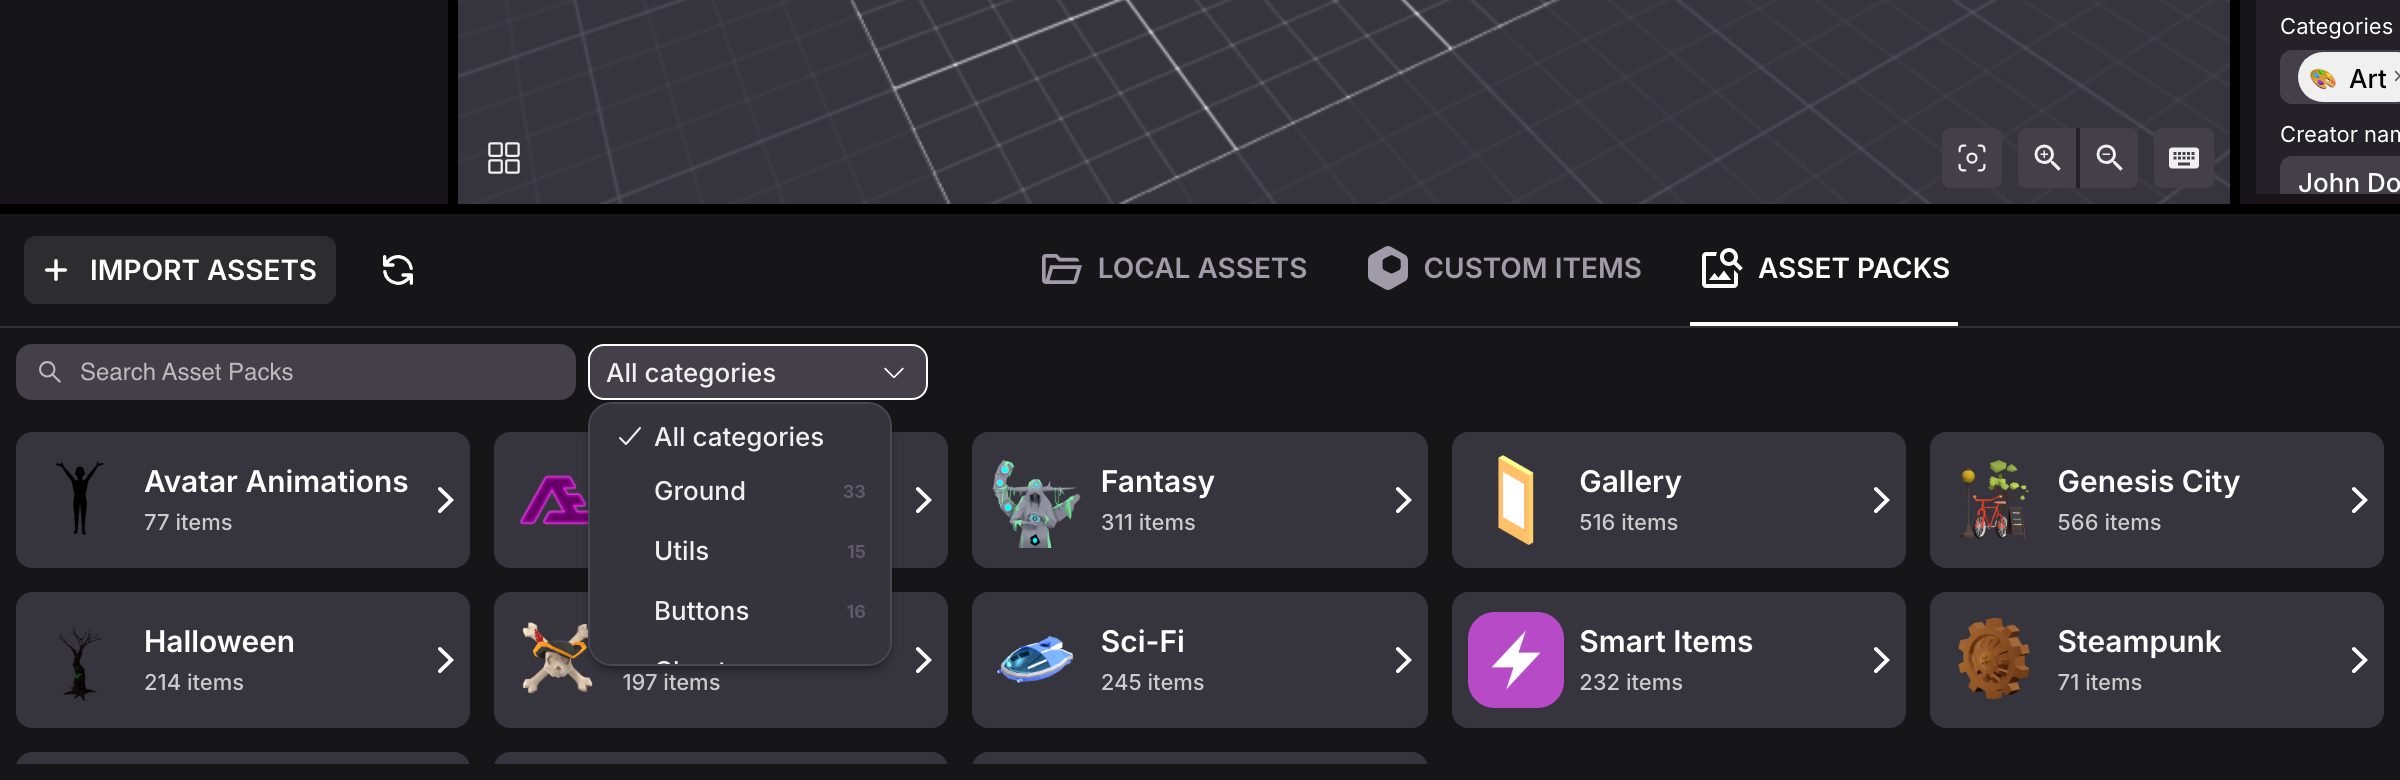 Categories
Art
Creator
John
IMPORT ASSETS
LOCAL ASSETS
CUSTOM ITEMS
ASSET PACKS
Search Asset Packs
All categories
All categories
Ground 33
Utils 15
Buttons 16
Avatar Animations
77 items
Fantasy
311 items
Gallery
516 items
Genesis City
566 items
Halloween
214 items
197 items
Sci-Fi
245 items
Smart Items
232 items
Steampunk
71 items